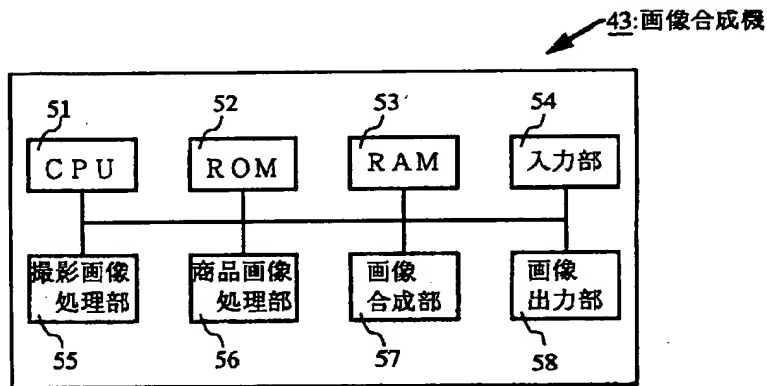 43:画像合成機
51
52
53
54
CPU
ROM
RAM
入力部
撮影画像
処理部
商品画像
処理部
画像
合成部
画像
出力部
55
56
57
58